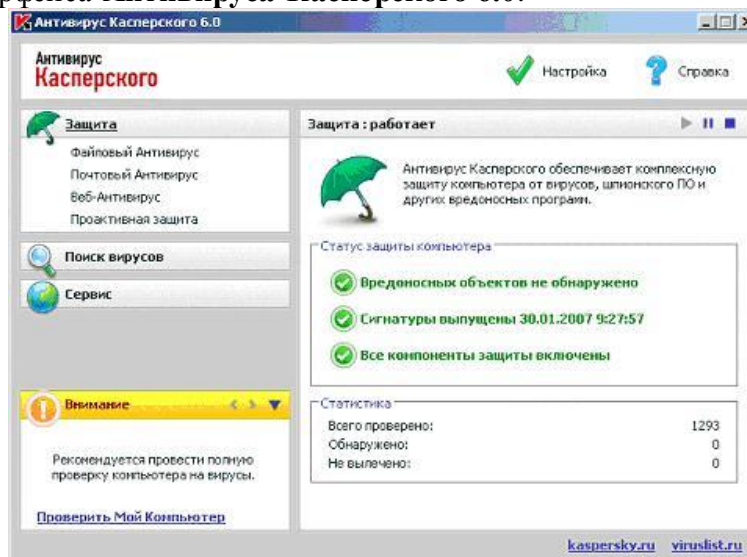 Антивируса Касперского 6.0.
Антивирус Касперского 6.0
Антивирус
Касперского
Настройка
Справка
Защита
Файловый Антивирус
Почтовый Антивирус
Веб-Антивирус
Проактивная защита
Поиск вирусов
Сервис
Внимание
Рекомендуется провести полную
проверку компьютера на вирусы.
Проверить Мой Компьютер
Защита : работает
Антивирус Касперского обеспечивает комплексную
защиту компьютера от вирусов, шпионского ПО и
других вредоносных программ.
Статус защиты компьютера
Вредоносных объектов не обнаружено
Сигнатуры выпущены 30.01.2007 9:27:57
Все компоненты защиты включены
Статистика
Всего проверено: 1293
Обнаружено: 0
Не вылечено: 0
kaspersky.ru viruslist.ru